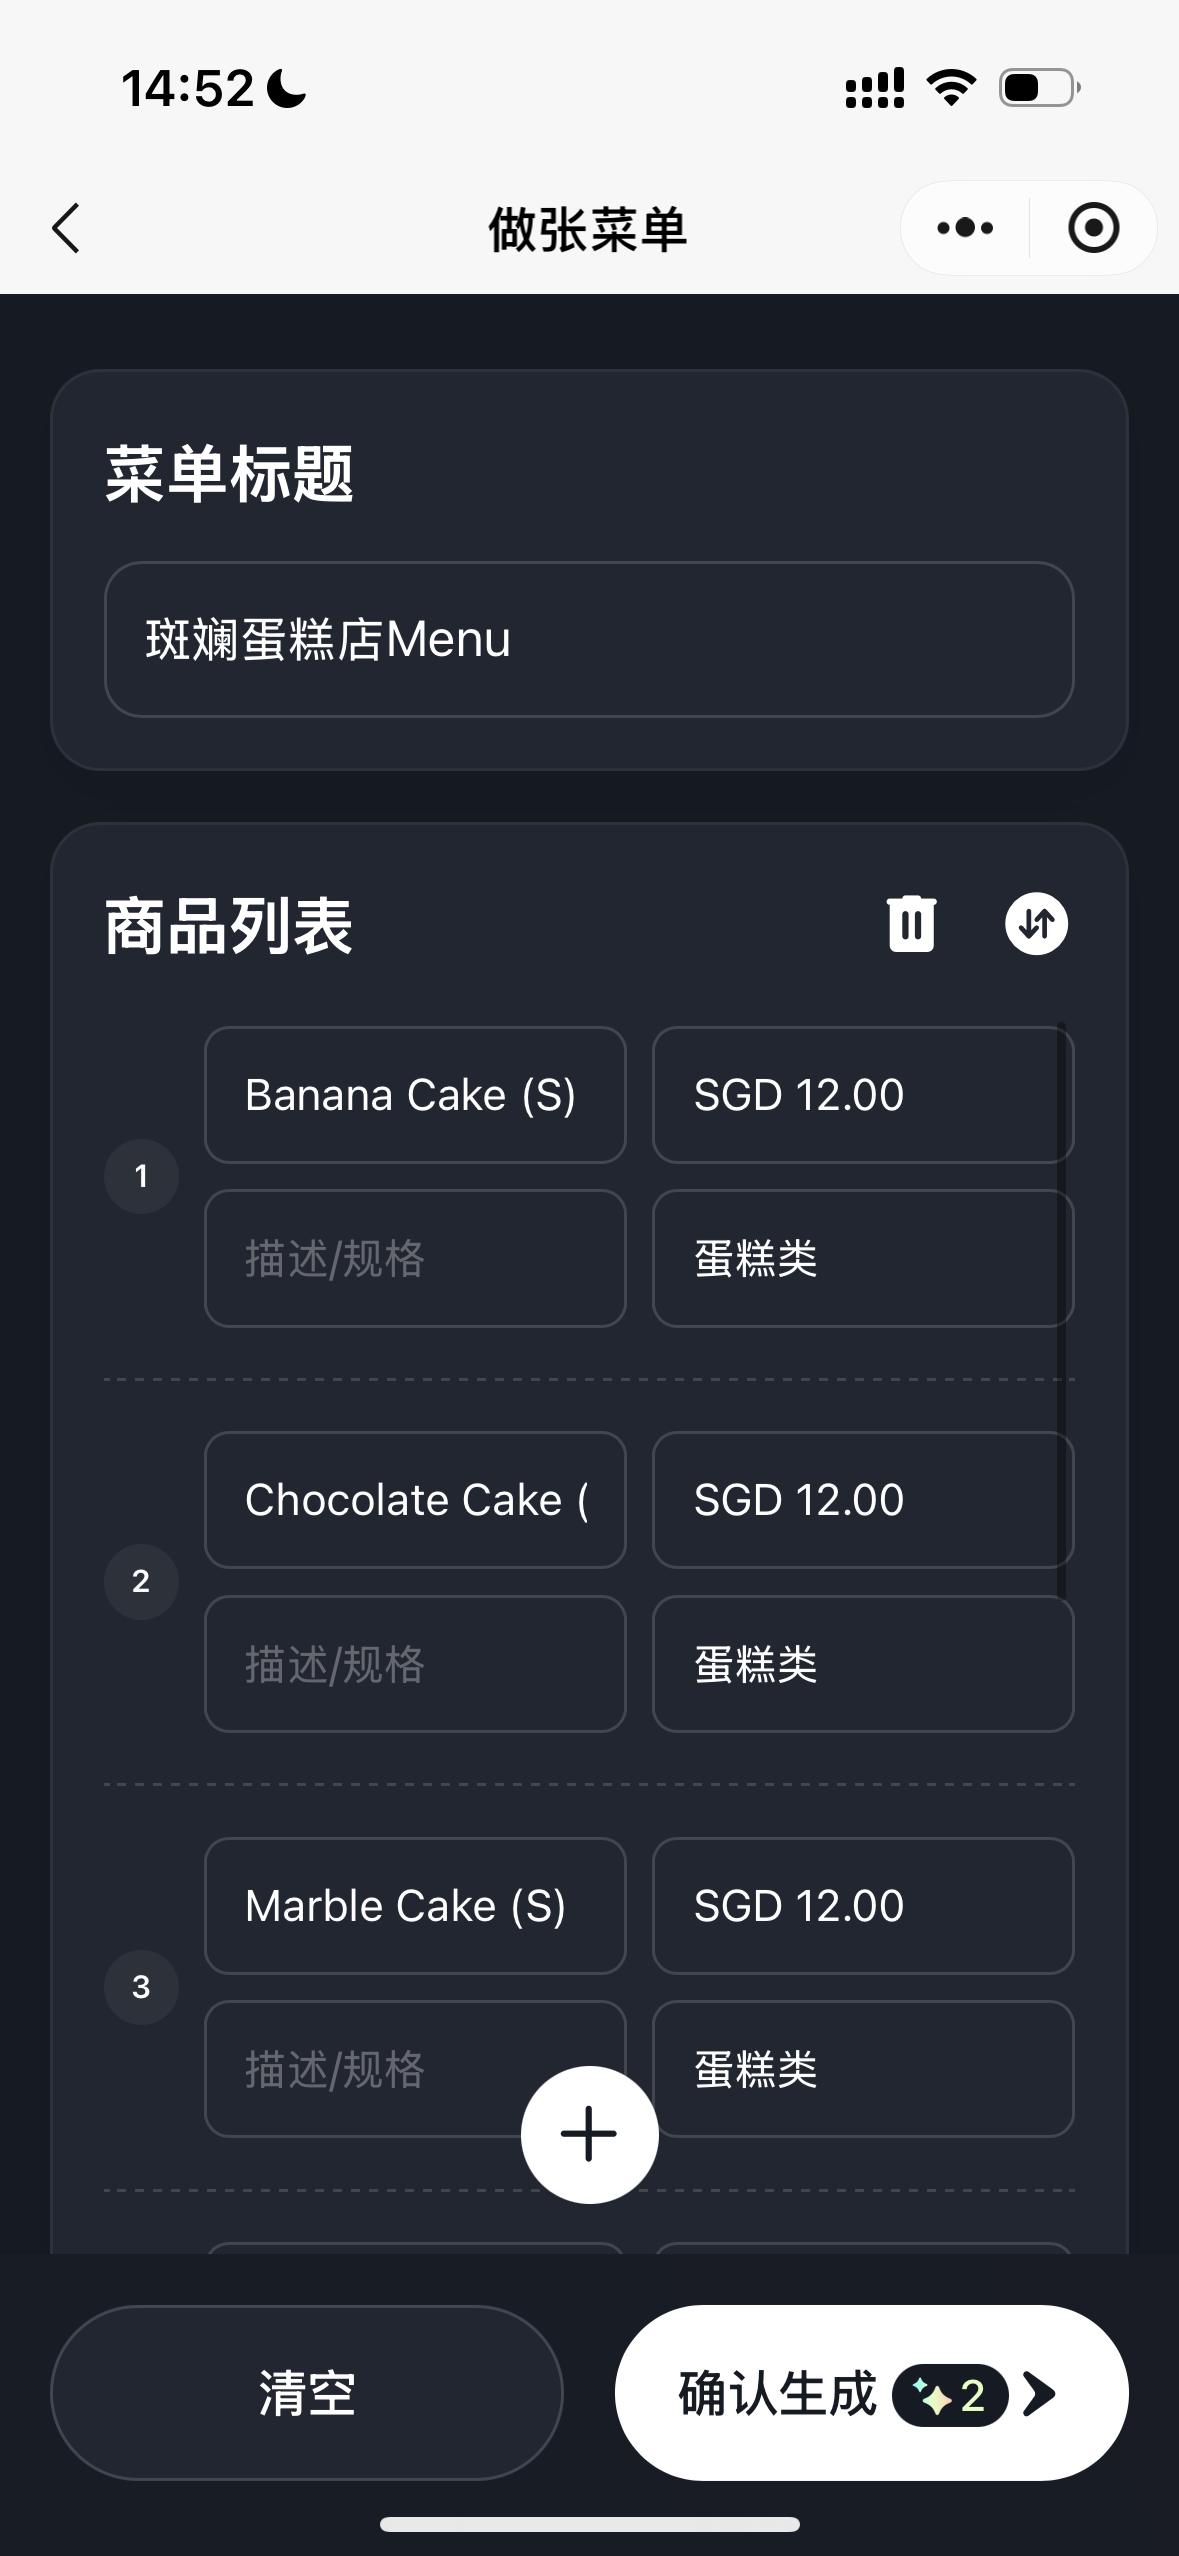 14:52
做张菜单
菜单标题
斑斓蛋糕店Menu
商品列表
Banana Cake (S)
SGD 12.00
1
描述/规格
蛋糕类
Chocolate Cake (
SGD 12.00
2
描述/规格
蛋糕类
Marble Cake (S)
SGD 12.00
3
描述/规格
蛋糕类
清空
确认生成 2